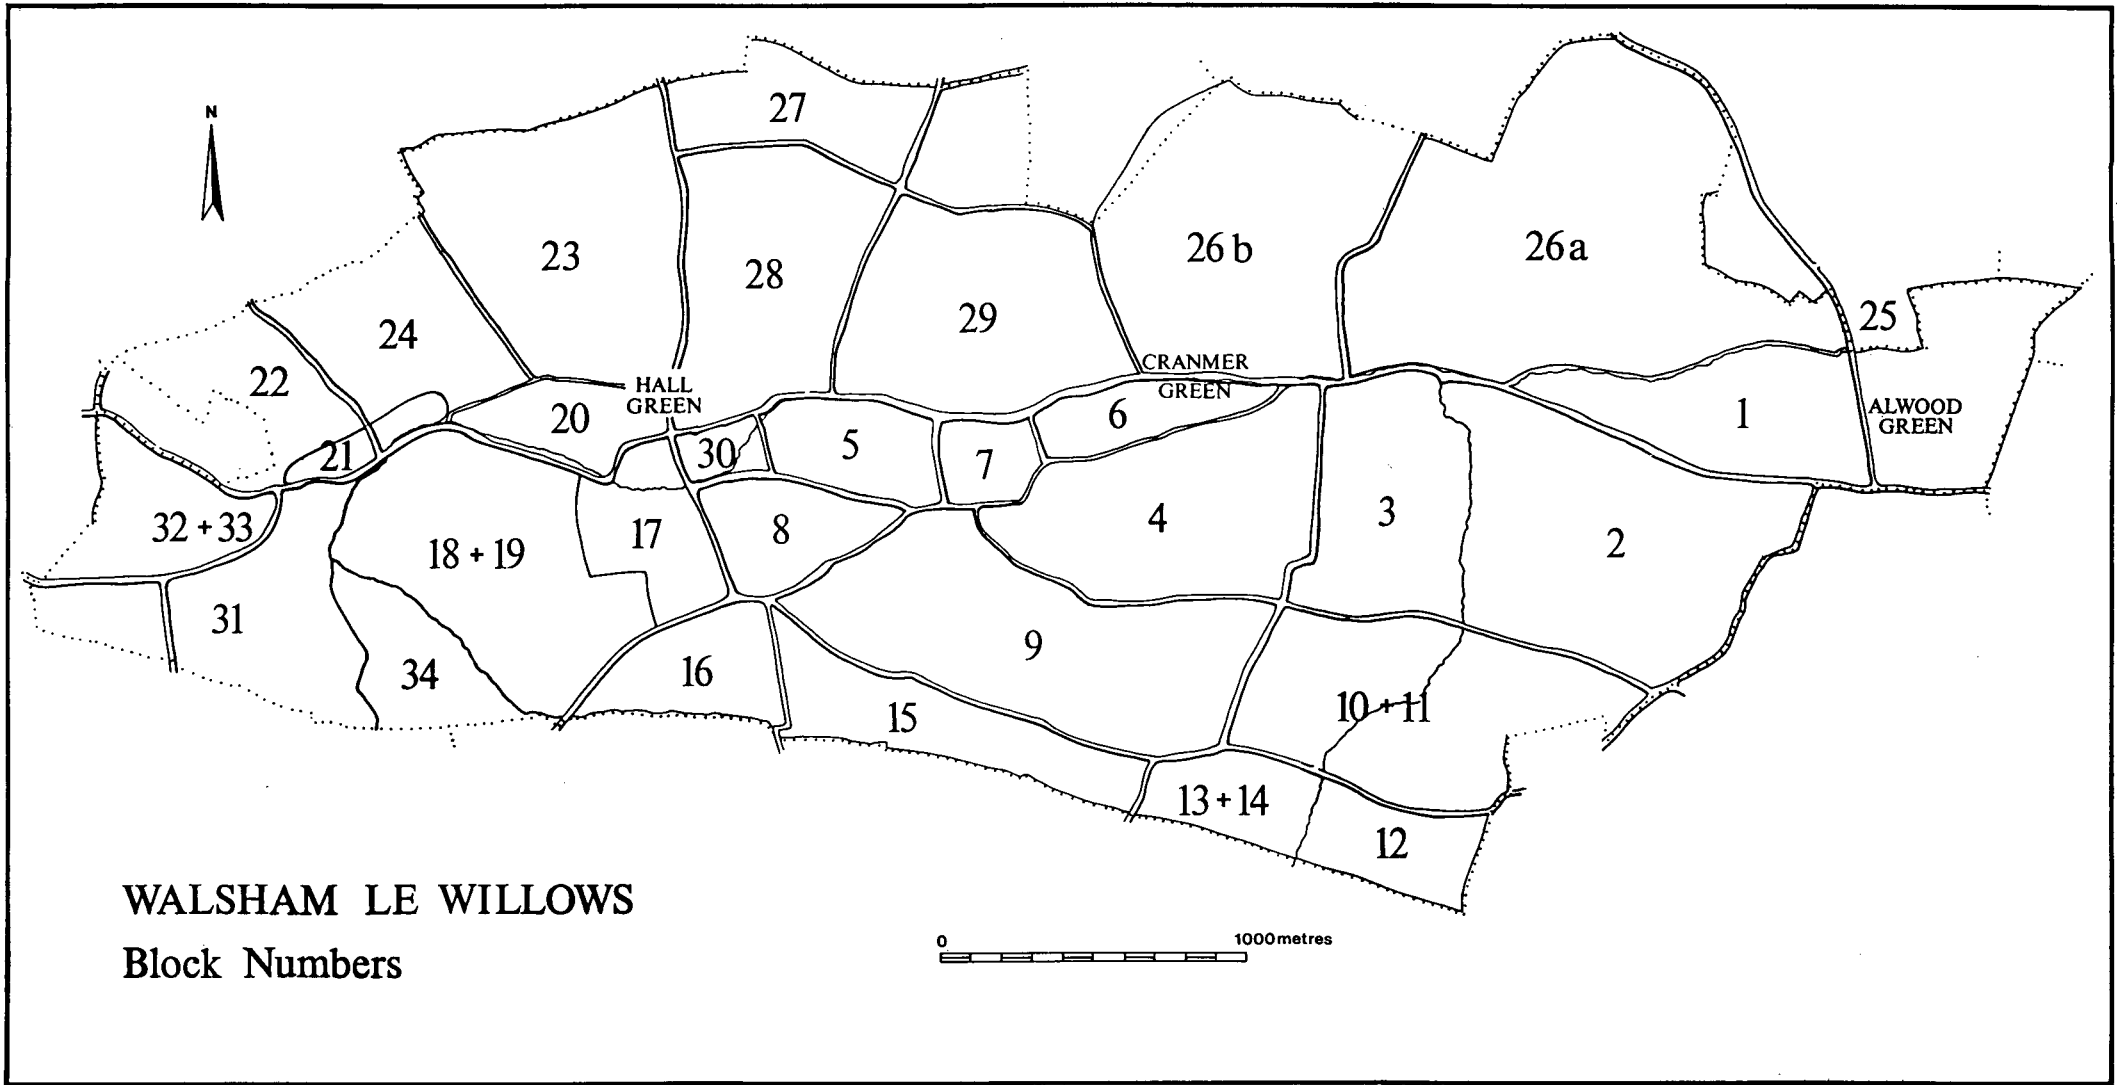 N
27
23
26 b
26a
28
29
24
25
22
CRANMER
GREEN
HALL
GREEN
20
6
1
ALWOOD
GREEN
21
30
5
7
32 + 33
18 + 19
17
8
4
3
2
31
34
16
9
15
10 + 11
13 + 14
12
WALSHAM LE WILLOWS
Block Numbers
0 1000 metres